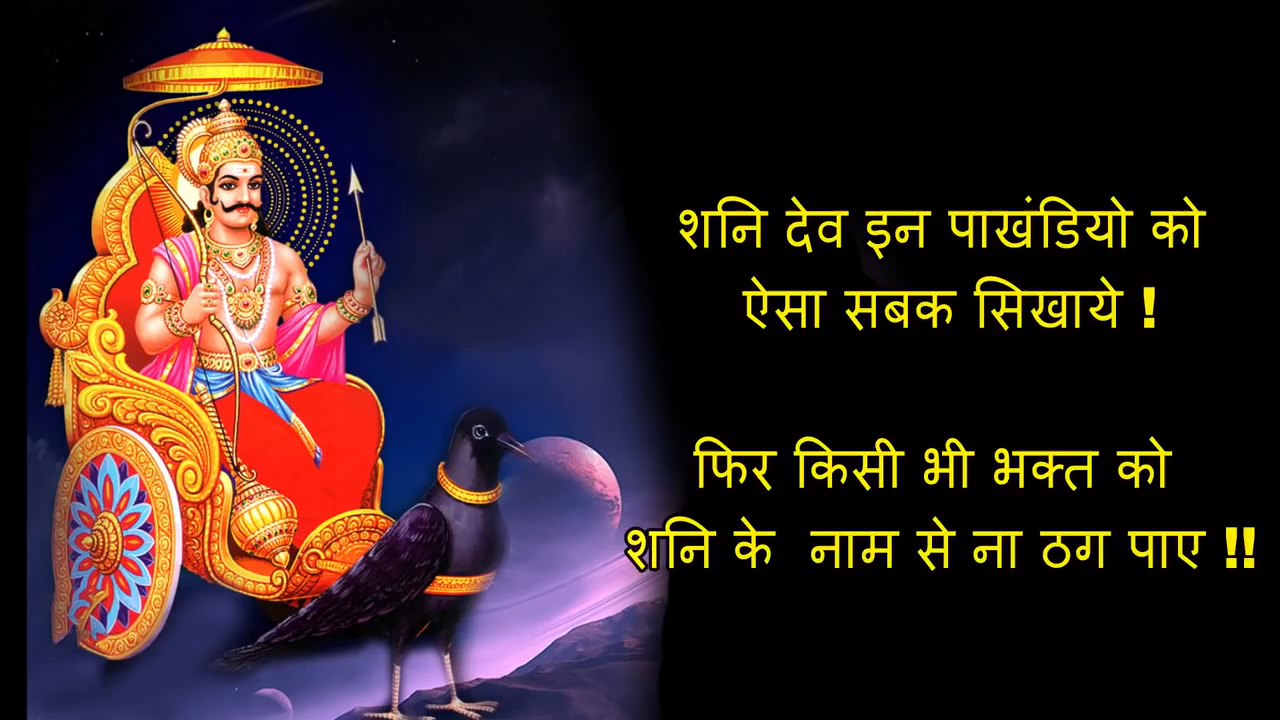 शनि देव इन पाखंडियो को
ऐसा सबक सिखाये !
फिर किसी भी भक्त को
शनि के नाम से ना ठग पाए !!